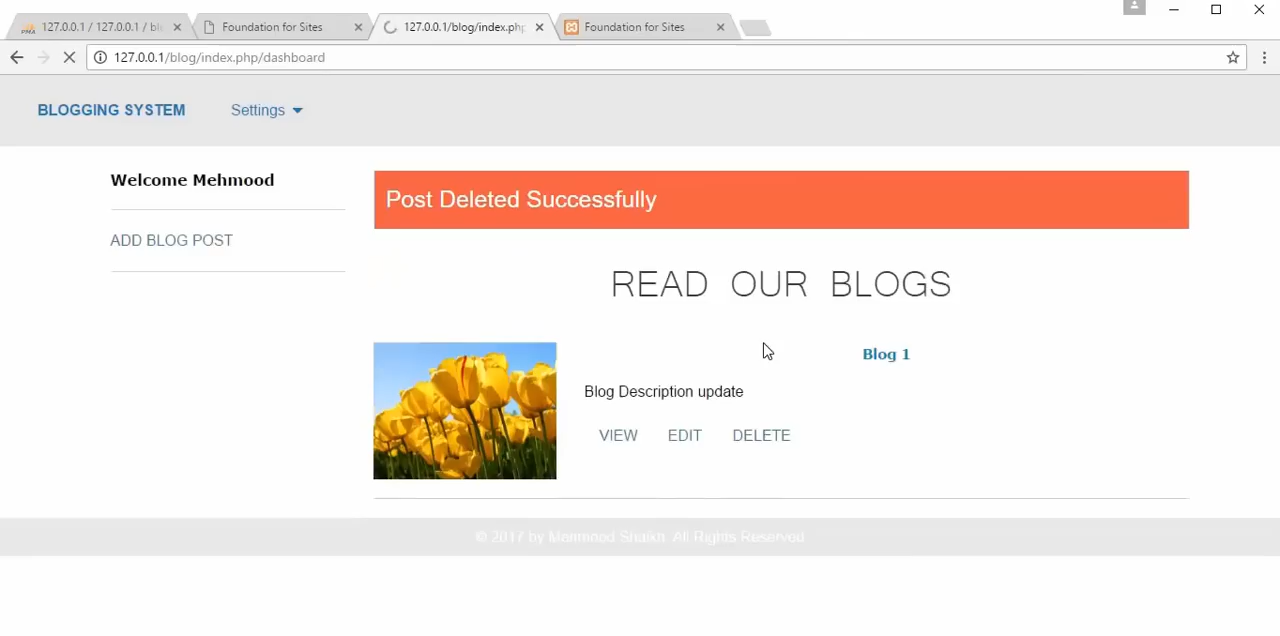 127.0.0.1 / 127.0.0.1 / bl
Foundation for Sites
127.0.0.1/blog/index.php
Foundation for Sites
127.0.0.1/blog/index.php/dashboard
BLOGGING SYSTEM
Settings
Welcome Mehmood
Post Deleted Successfully
ADD BLOG POST
READ OUR BLOGS
Blog 1
Blog Description update
VIEW EDIT DELETE
© 2017 by Mehmood Shaikh. All Rights Reserved